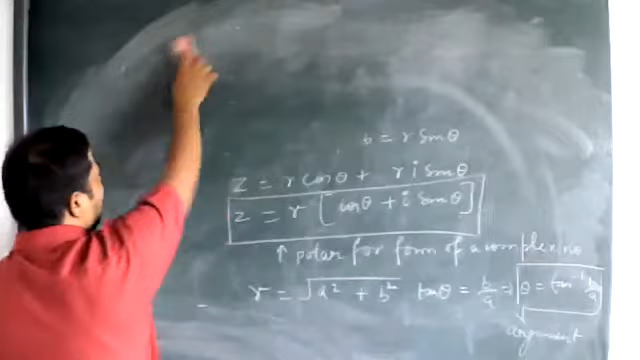 b = r sinθ
z = r cosθ + r i sinθ
z = r [cosθ + i sinθ]
↑ polar for form of a complex no
r = √a² + b² tanθ = b/a ⇒ θ = tan⁻¹ b/a
argument